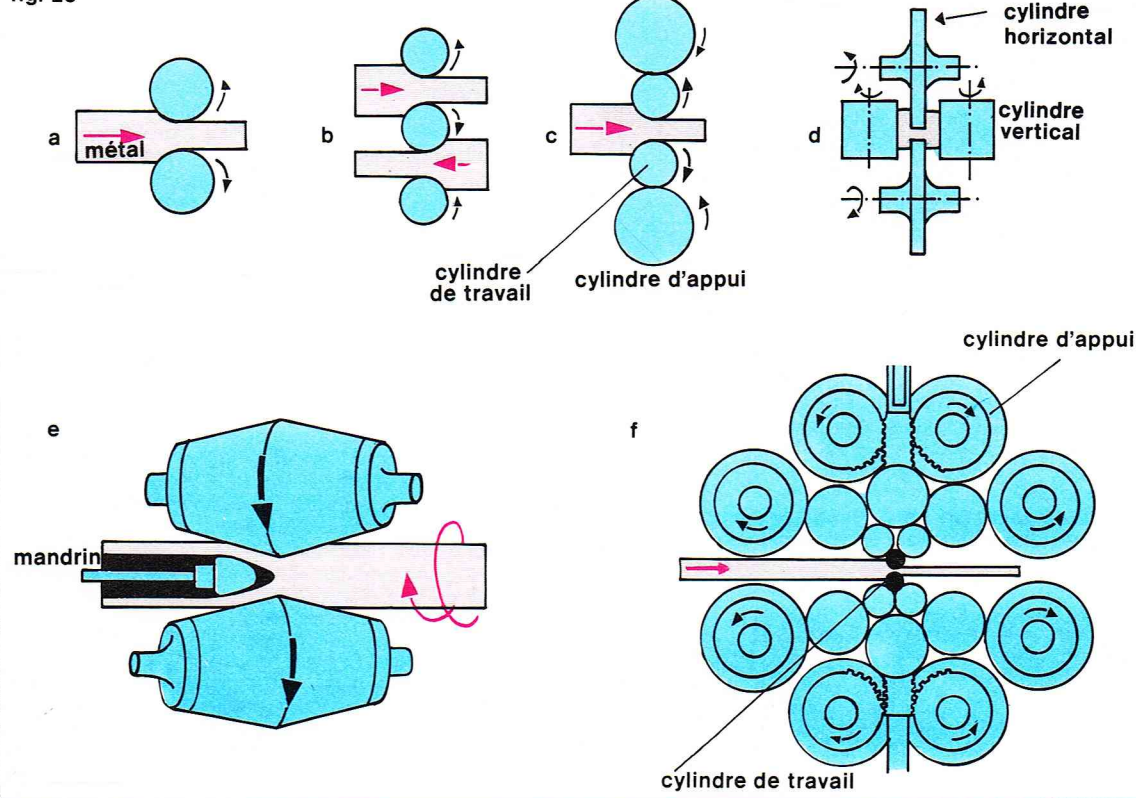 a
métal
b
c
d
cylindre
horizontal
cylindre
vertical
cylindre
de travail
cylindre d'appui
cylindre d'appui
e
f
mandrin
cylindre de travail